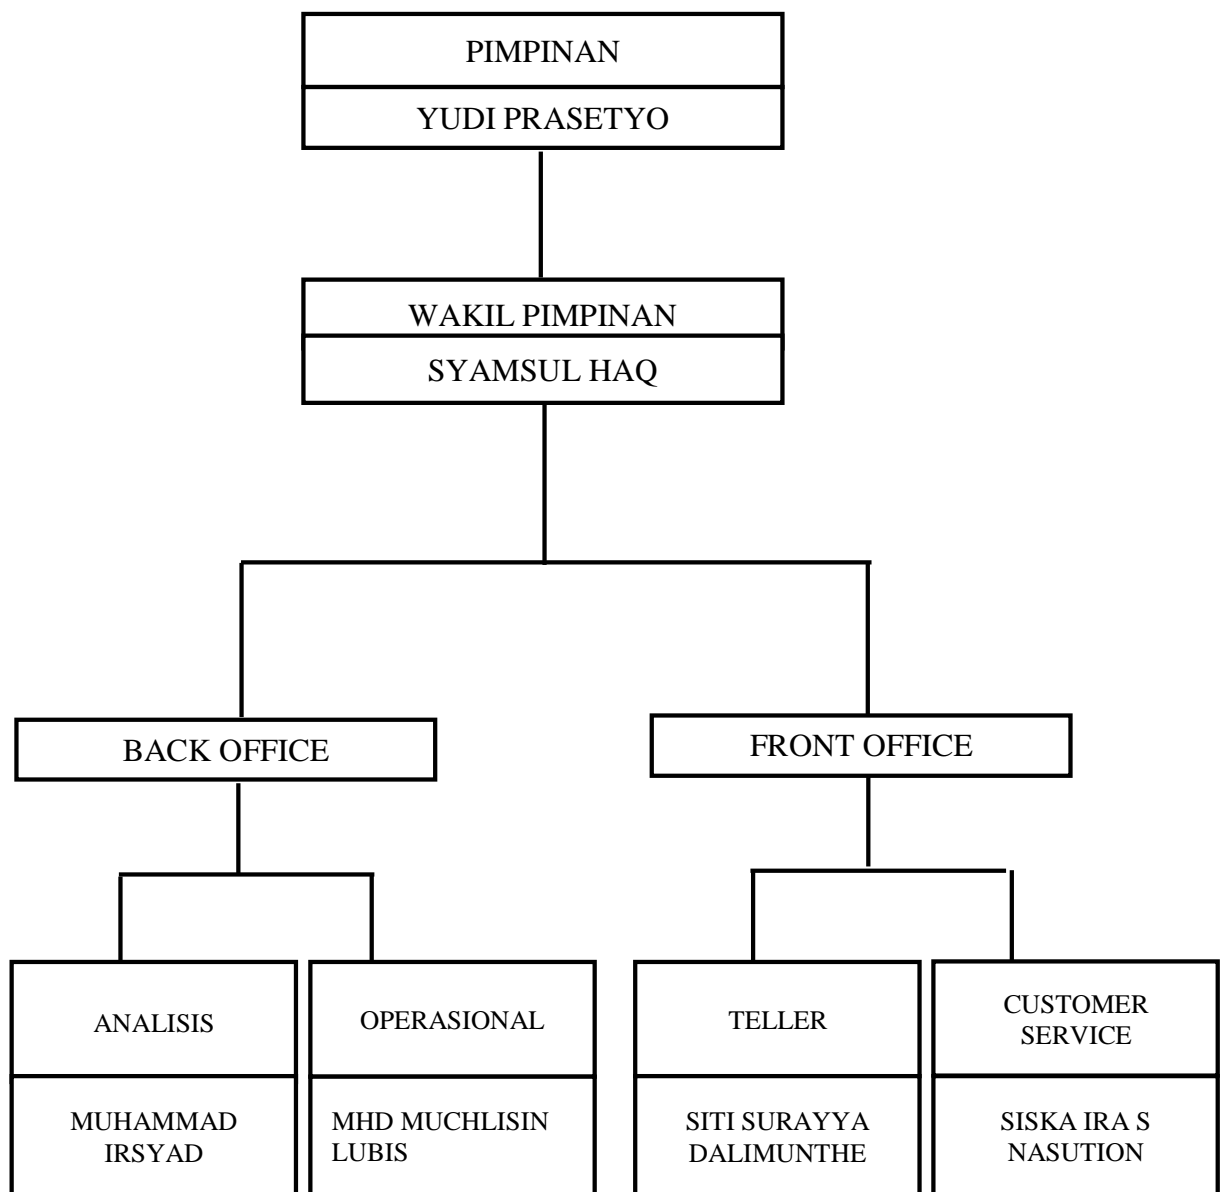 PIMPINAN
YUDI PRASETYO
WAKIL PIMPINAN
SYAMSUL HAQ
BACK OFFICE
FRONT OFFICE
ANALISIS
OPERASIONAL
TELLER
CUSTOMER
SERVICE
MUHAMMAD
IRSYAD
MHD MUCHLISIN
LUBIS
SITI SURAYYA
DALIMUNTHE
SISKA IRA S
NASUTION